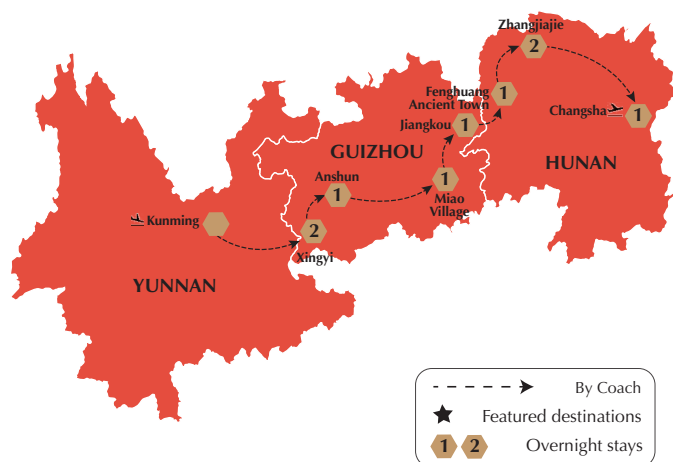 Zhangjiajie
2
Fenghuang
Ancient Town
1
Changsha
1
Jiangkou
1
GUIZHOU
HUNAN
Anshun
1
1
Miao
Village
Kunming
2
Xingyi
YUNNAN
By Coach
Featured destinations
1 2 Overnight stays